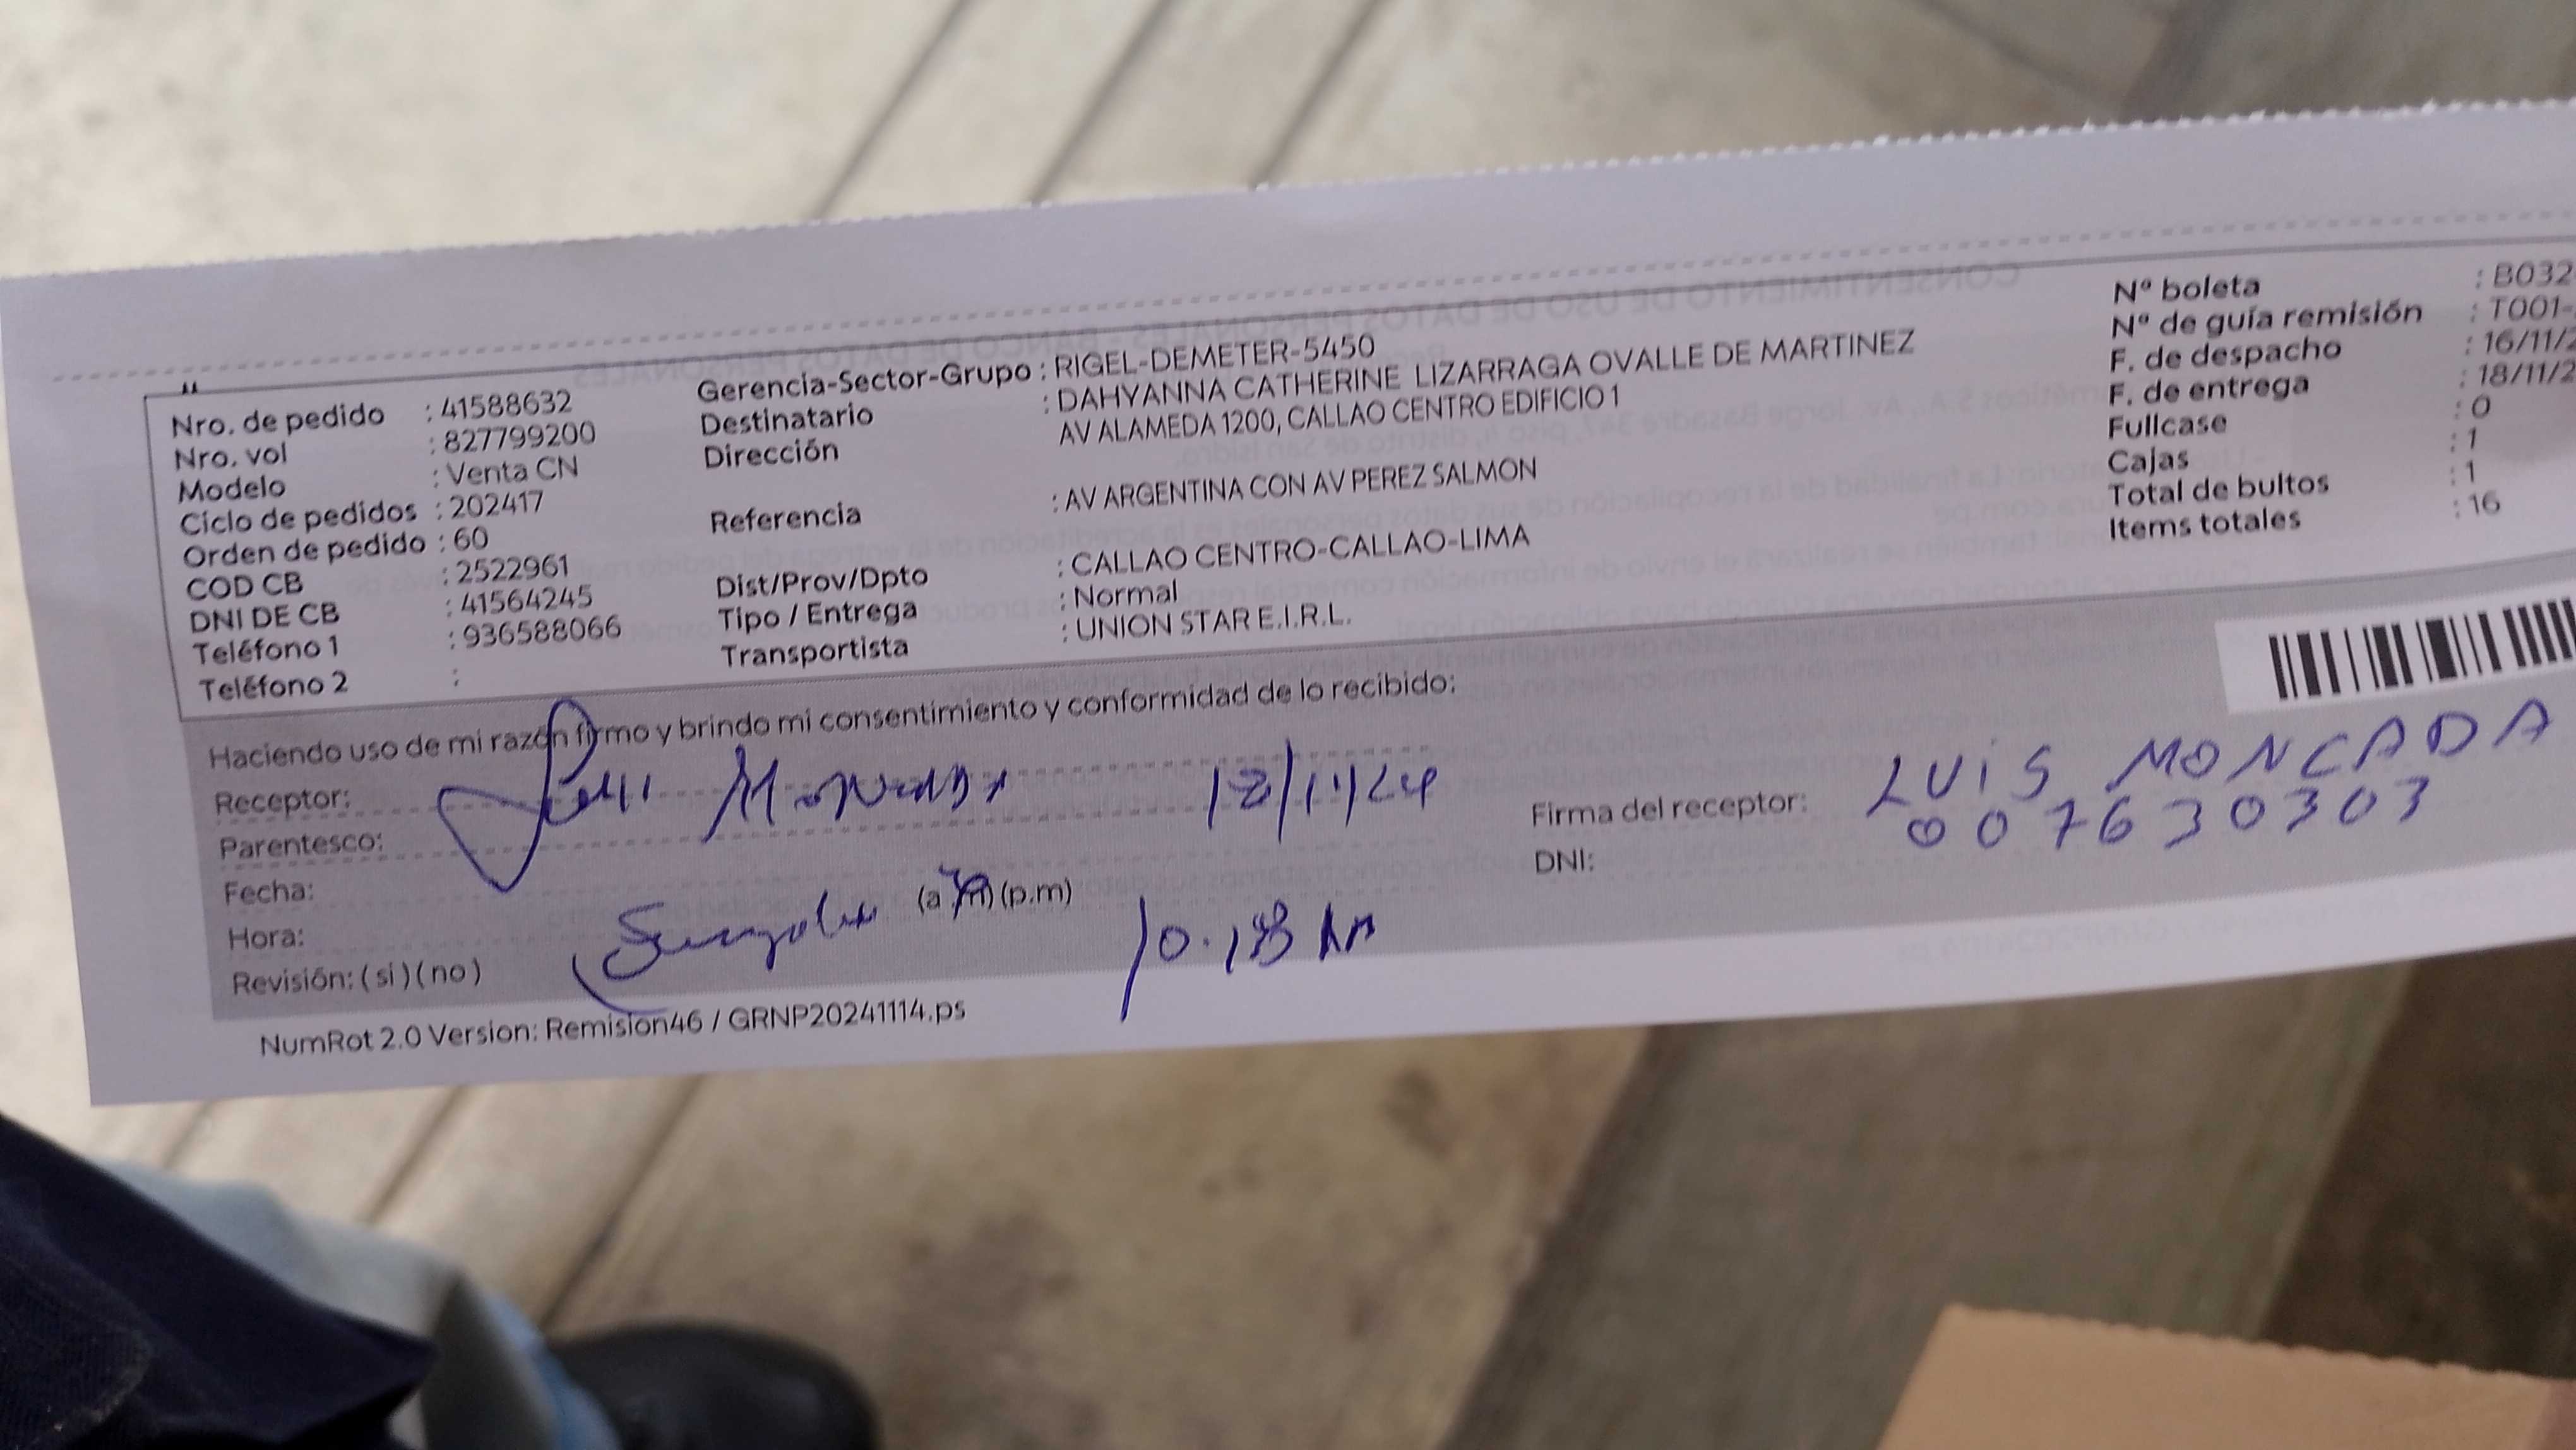 Nro. de pedido : 41588632
Nro. vol : 827799200
Modelo : Venta CN
Ciclo de pedidos : 202417
Orden de pedido : 60
COD CB : 2522961
DNI DE CB : 41564245
Teléfono 1 : 936588066
Teléfono 2 :
Gerencia-Sector-Grupo : RIGEL-DEMETER-5450
Destinatario : DAHYANNA CATHERINE LIZARRAGA OVALLE DE MARTINEZ
Dirección AV ALAMEDA 1200, CALLAO CENTRO EDIFICIO 1
Referencia : AV ARGENTINA CON AV PEREZ SALMON
Dist/Prov/Dpto : CALLAO CENTRO-CALLAO-LIMA
Tipo / Entrega : Normal
Transportista : UNION STAR E.I.R.L.
Nº boleta : B032
Nº de guía remisión : T001-
F. de despacho : 16/11/2
F. de entrega : 18/11/2
Fullcase : 0
Cajas : 1
Total de bultos : 1
Items totales : 16
Haciendo uso de mi razón firmo y brindo mi consentimiento y conformidad de lo recibido:
Receptor: 18/11/24
Parentesco:
Fecha:
Hora: (a.m) (p.m)
Revisión: (si) (no)
Firma del receptor: LUIS MONCADA
DNI: 007630303
NumRot 2.0 Version: Remision46 / GRNP20241114.ps